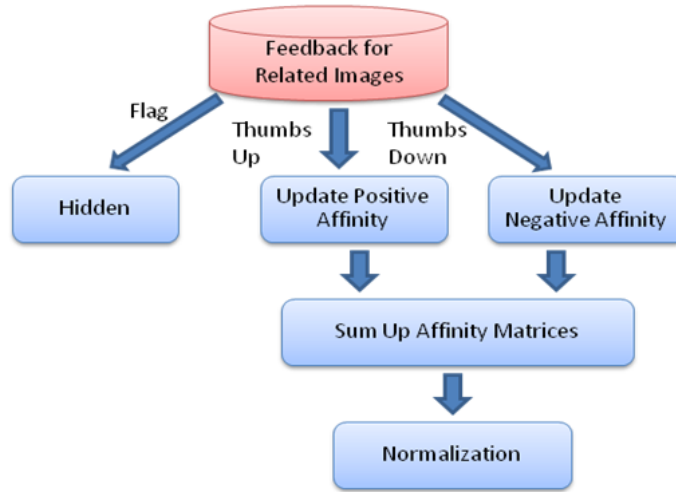 Feedback for
Related Images
Flag
Thumbs
Up
Thumbs
Down
Hidden
Update Positive
Affinity
Update
Negative Affinity
Sum Up Affinity Matrices
Normalization